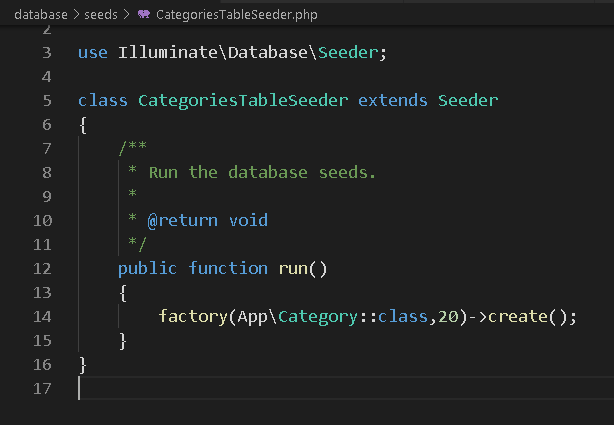 database > seeds > CategoriesTableSeeder.php
2
3 use Illuminate\Database\Seeder;
4
5 class CategoriesTableSeeder extends Seeder
6 {
7 /**
8 * Run the database seeds.
9 *
10 * @return void
11 */
12 public function run()
13 {
14 factory(App\Category::class,20)->create();
15 }
16 }
17